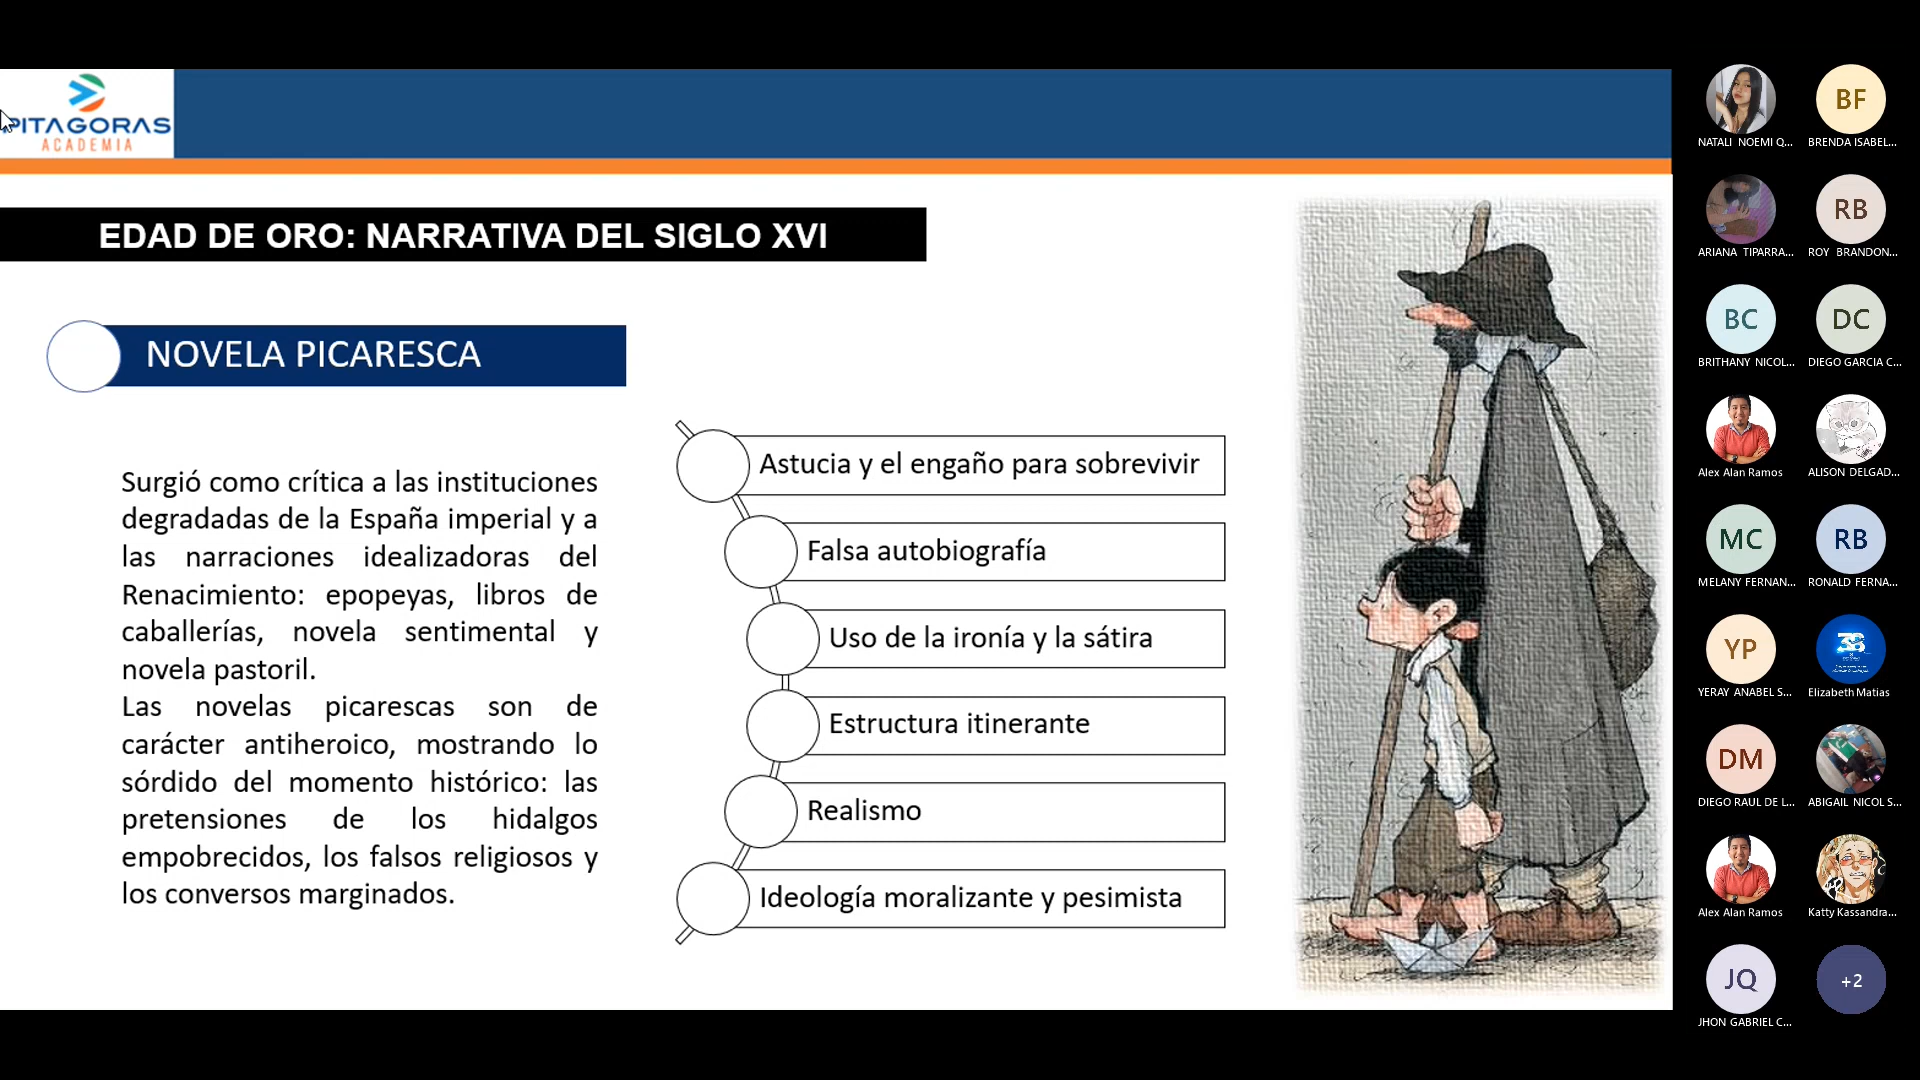 PITAGORAS
ACADEMIA
EDAD DE ORO: NARRATIVA DEL SIGLO XVI
NOVELA PICARESCA
Surgió como crítica a las instituciones
degradadas de la España imperial y a
las narraciones idealizadoras del
Renacimiento: epopeyas, libros de
caballerías, novela sentimental y
novela pastoril.
Las novelas picarescas son de
carácter antiheroico, mostrando lo
sórdido del momento histórico: las
pretensiones de los hidalgos
empobrecidos, los falsos religiosos y
los conversos marginados.
Astucia y el engaño para sobrevivir
Falsa autobiografía
Uso de la ironía y la sátira
Estructura itinerante
Realismo
Ideología moralizante y pesimista
NATALI NOEMI Q...
BF
BRENDA ISABEL...
ARIANA TIPARRA...
RB
ROY BRANDON...
BC
BRITHANY NICOL...
DC
DIEGO GARCIA C...
Alex Alan Ramos
ALISON DELGAD...
MC
MELANY FERNAN...
RB
RONALD FERNA...
YP
YERAY ANABEL S...
38
Elizabeth Matias
DM
DIEGO RAUL DE L...
ABIGAIL NICOL S...
Alex Alan Ramos
Katty Kassandra...
JQ
JHON GABRIEL C...
+2